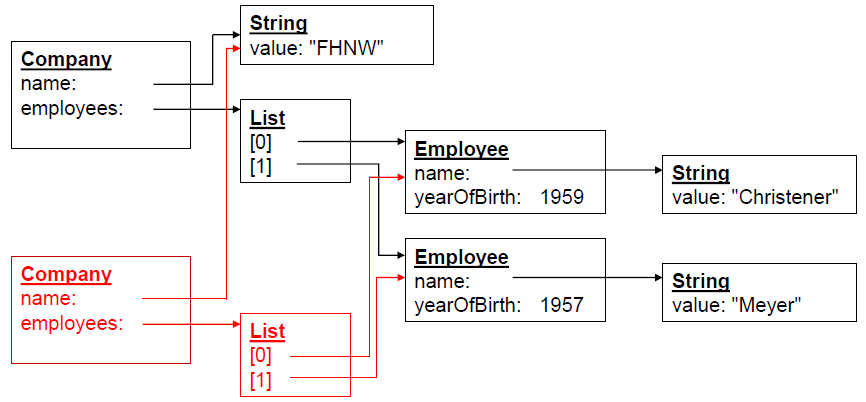 String
value: "FHNW"
Company
name:
employees:
List
[0]
[1]
Employee
name:
yearOfBirth: 1959
String
value: "Christener"
Employee
name:
yearOfBirth: 1957
String
value: "Meyer"
Company
name:
employees:
List
[0]
[1]